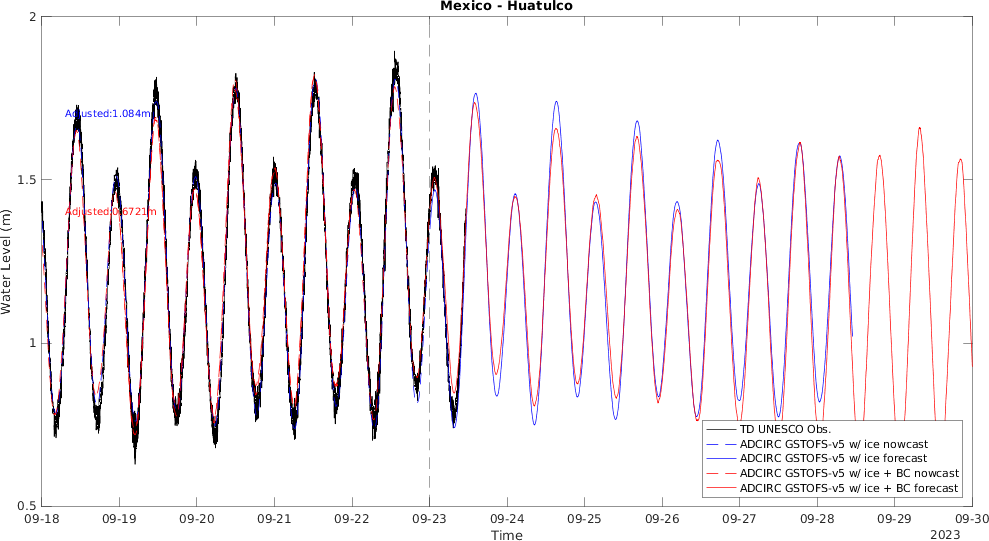 Mexico - Huatulco
Water Level (m)
2
1.5
1
0.5
Adjusted:1.084m
Adjusted:0.6721m
TD UNESCO Obs.
ADCIRC GSTOFS-v5 w/ ice nowcast
ADCIRC GSTOFS-v5 w/ ice forecast
ADCIRC GSTOFS-v5 w/ ice + BC nowcast
ADCIRC GSTOFS-v5 w/ ice + BC forecast
09-18 09-19 09-20 09-21 09-22 09-23 09-24 09-25 09-26 09-27 09-28 09-29 09-30
Time
2023